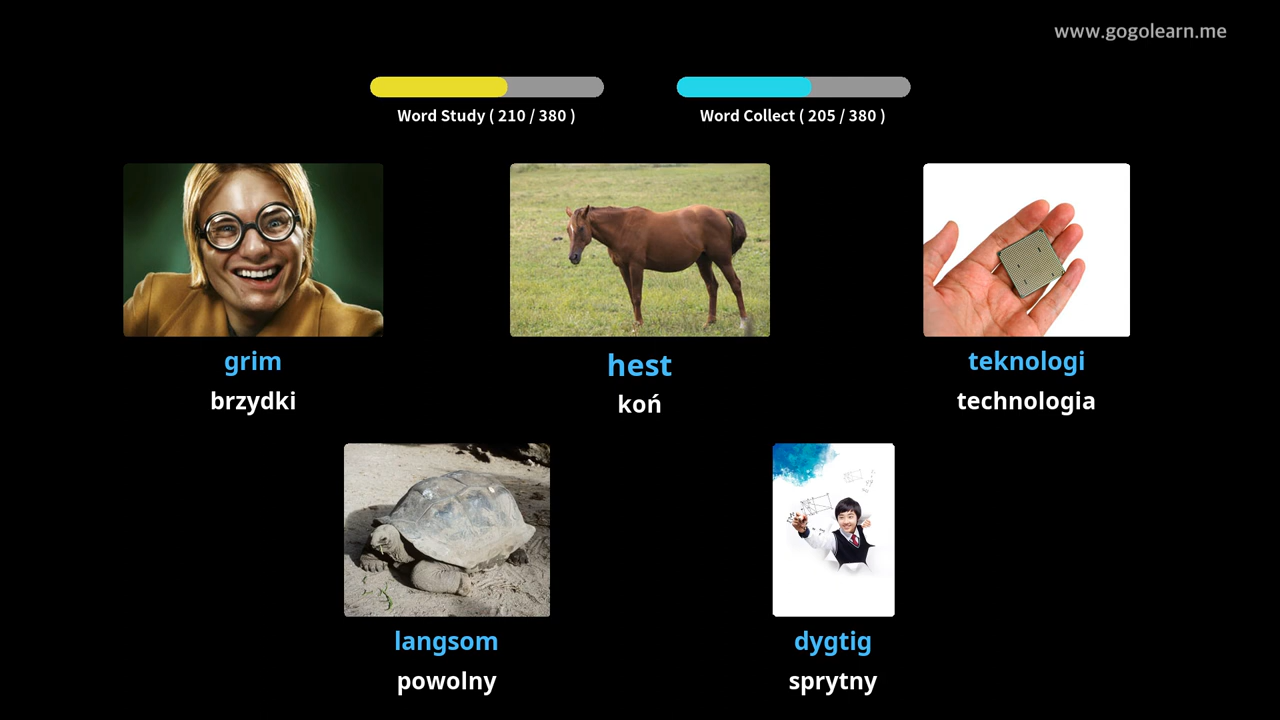 www.gogolearn.me
Word Study ( 210 / 380 )
Word Collect ( 205 / 380 )
grim
brzydki
hest
koń
teknologi
technologia
langsom
powolny
dygtig
sprytny